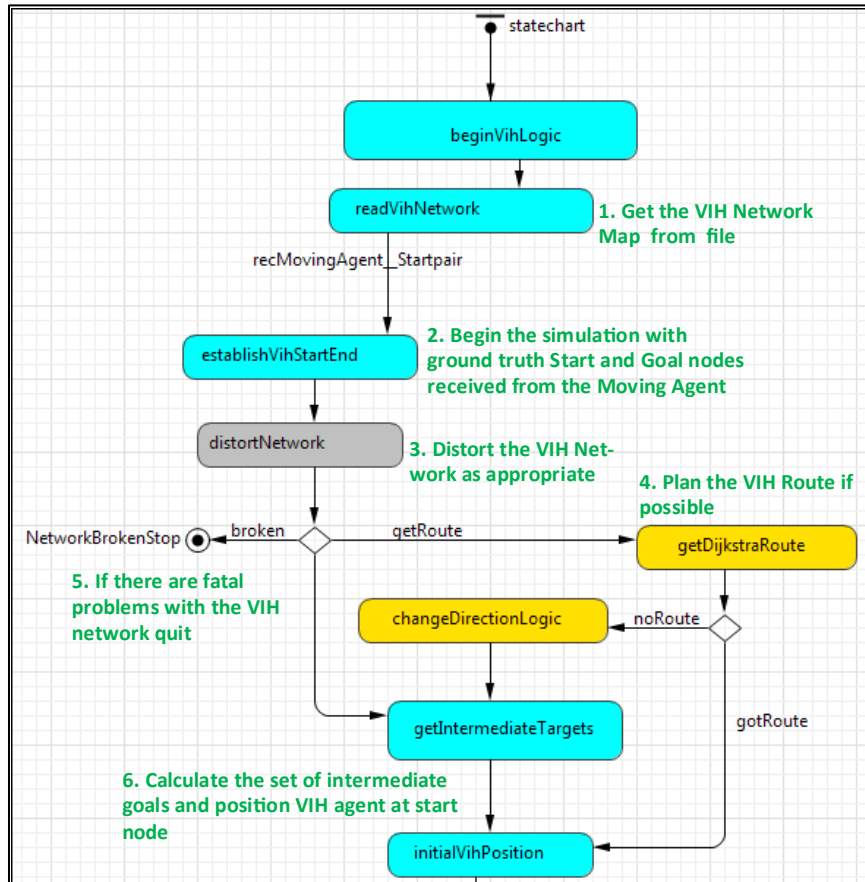 statechart
beginVihLogic
readVihNetwork
1. Get the VIH Network
Map from file
recMovingAgent_Startpair
establishVihStartEnd
2. Begin the simulation with
ground truth Start and Goal nodes
received from the Moving Agent
distortNetwork
3. Distort the VIH Net-
work as appropriate
4. Plan the VIH Route if
possible
NetworkBrokenStop
broken
getRoute
getDijkstraRoute
5. If there are fatal
problems with the VIH
network quit
changeDirectionLogic
noRoute
getIntermediateTargets
gotRoute
6. Calculate the set of intermediate
goals and position VIH agent at start
node
initialVihPosition